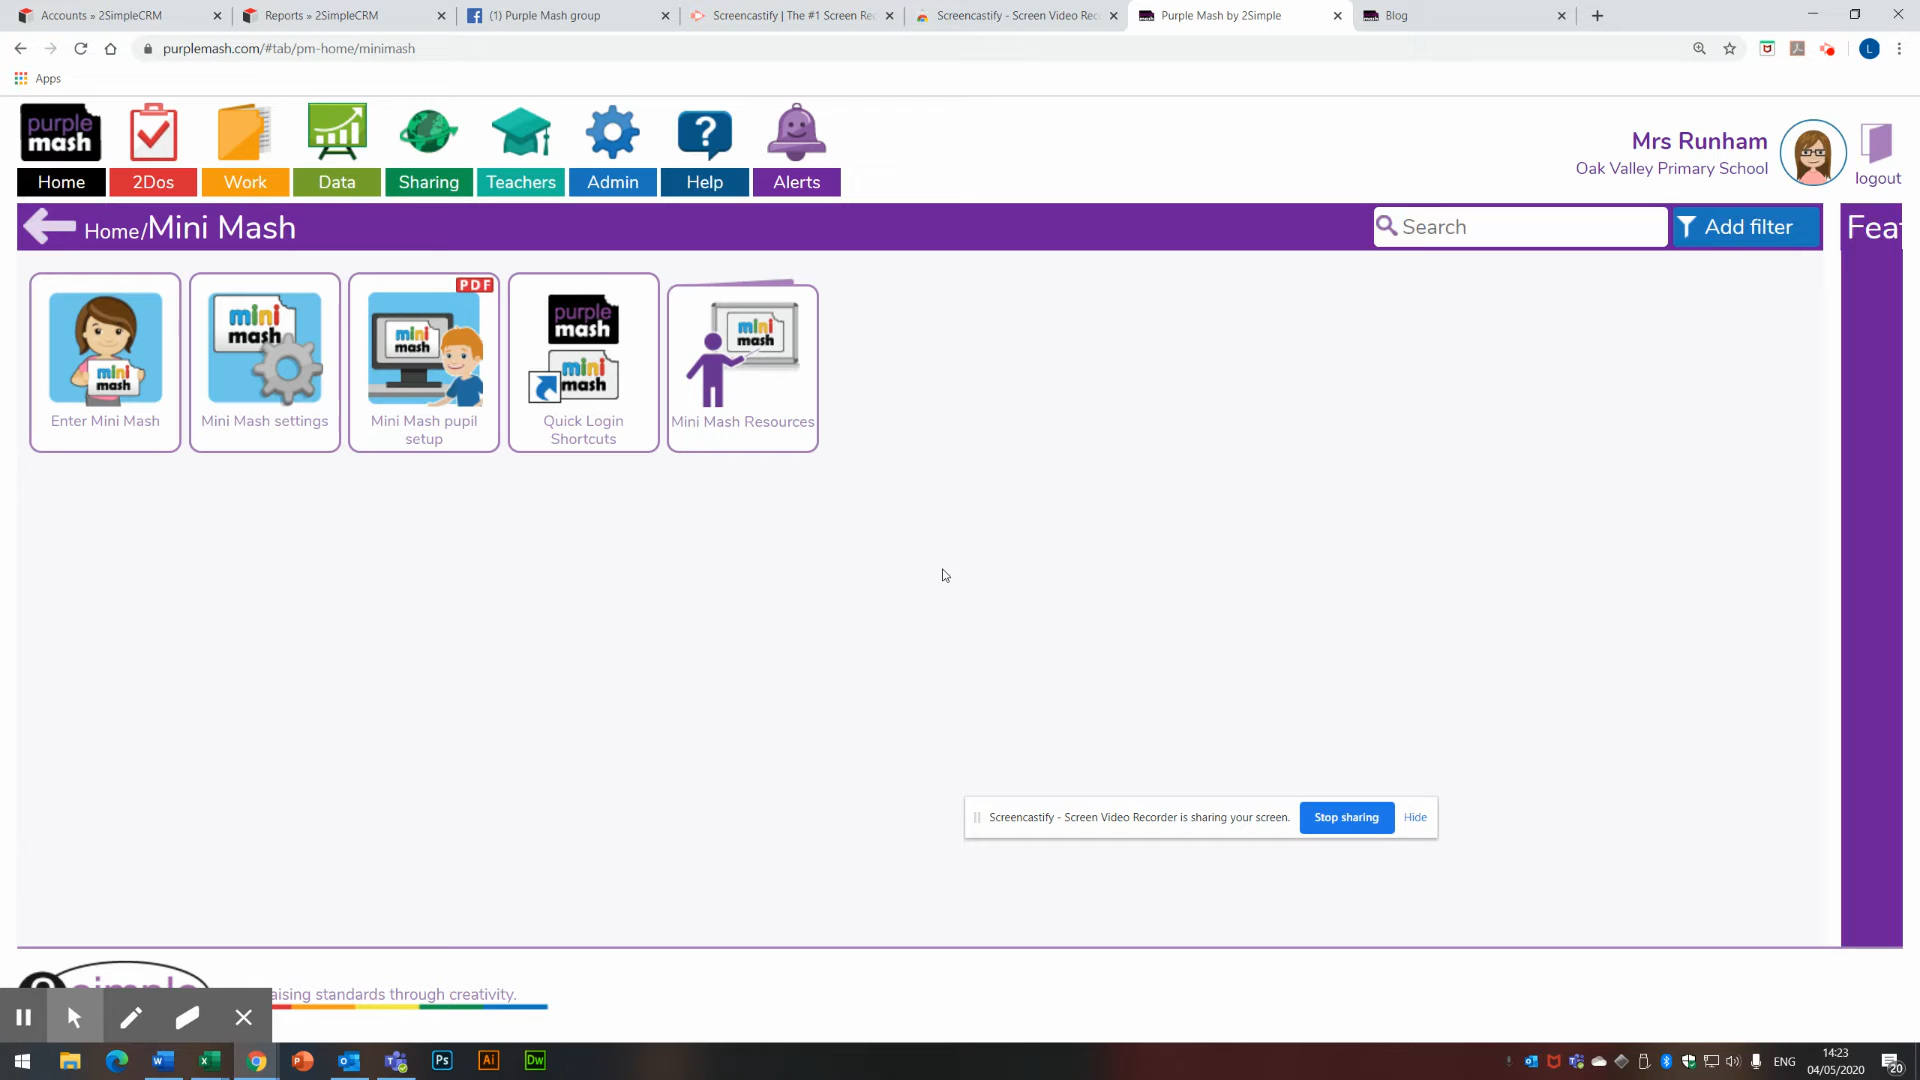 Accounts » 2SimpleCRM
Reports » 2SimpleCRM
(1) Purple Mash group
Screencastify | The #1 Screen Rec
Screencastify - Screen Video Reco
Purple Mash by 2Simple
Blog
purplemash.com/#tab/pm-home/minimash
L
Apps
purple
mash
Home
2Dos
Work
Data
Sharing
Teachers
Admin
?
Help
Alerts
Mrs Runham
Oak Valley Primary School
logout
Home/Mini Mash
Search
Add filter
Feat
mini
mash
Enter Mini Mash
mini
mash
Mini Mash settings
PDF
mini
mash
Mini Mash pupil
setup
purple
mash
mini
mash
Quick Login
Shortcuts
mini
mash
Mini Mash Resources
Screencastify - Screen Video Recorder is sharing your screen.
Stop sharing
Hide
aising standards through creativity.
Ps
Ai
Dw
ENG
14:23
04/05/2020
20